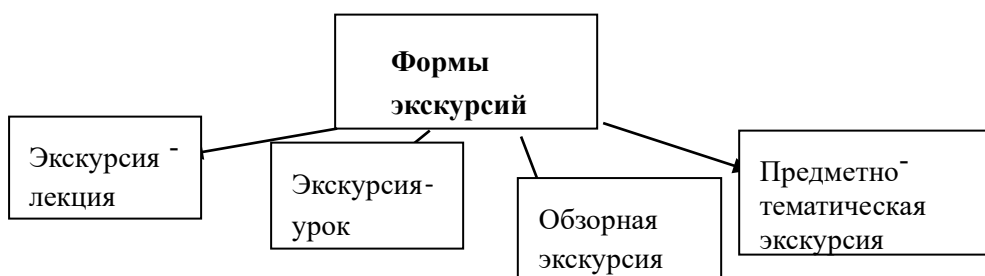 Формы
экскурсий
Экскурсия -
лекция
Экскурсия-
урок
Обзорная
экскурсия
Предметно-
тематическая
экскурсия